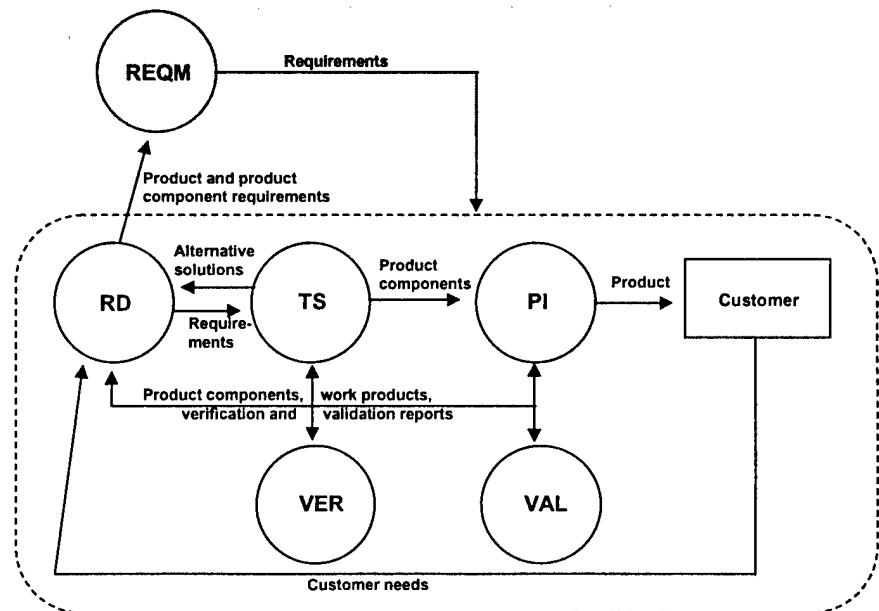 REQM
Requirements
Product and product
component requirements
Alternative
solutions
Product
components
Product
RD
TS
PI
Customer
Require-
ments
Product components, work products,
verification and validation reports
VER
VAL
Customer needs